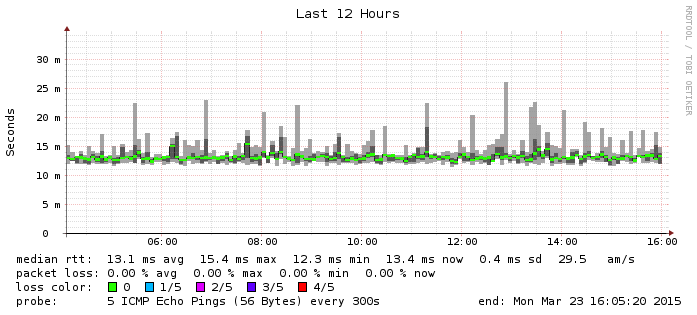 Last 12 Hours
RRDTOOL / TOBI OETIKER
Seconds
30 m
25 m
20 m
15 m
10 m
5 m
0
06:00 08:00 10:00 12:00 14:00 16:00
median rtt: 13.1 ms avg 15.4 ms max 12.3 ms min 13.4 ms now 0.4 ms sd 29.5 am/s
packet loss: 0.00 % avg 0.00 % max 0.00 % min 0.00 % now
loss color: 0 1/5 2/5 3/5 4/5
probe: 5 ICMP Echo Pings (56 Bytes) every 300s end: Mon Mar 23 16:05:20 2015